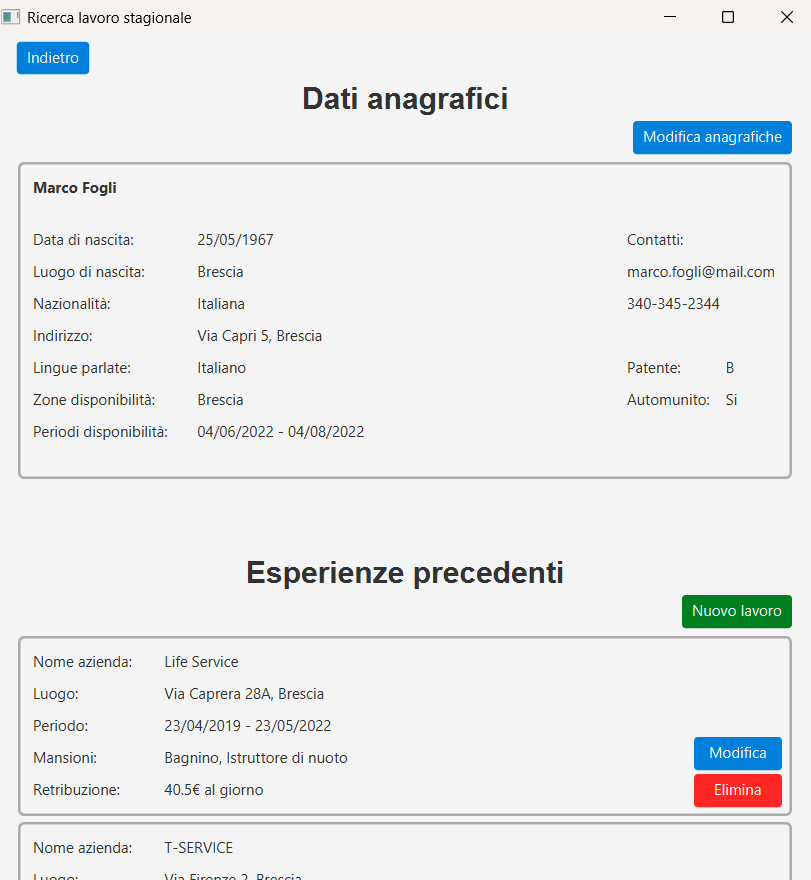 Ricerca lavoro stagionale
Indietro
Dati anagrafici
Modifica anagrafiche
Marco Fogli
Data di nascita: 25/05/1967 Contatti:
Luogo di nascita: Brescia marco.fogli@mail.com
Nazionalità: Italiana 340-345-2344
Indirizzo: Via Capri 5, Brescia
Lingue parlate: Italiano Patente: B
Zone disponibilità: Brescia Automunito: Si
Periodi disponibilità: 04/06/2022 - 04/08/2022
Esperienze precedenti
Nuovo lavoro
Nome azienda: Life Service
Luogo: Via Caprera 28A, Brescia
Periodo: 23/04/2019 - 23/05/2022
Mansioni: Bagnino, Istruttore di nuoto Modifica
Retribuzione: 40.5€ al giorno Elimina
Nome azienda: T-SERVICE
Luogo: Via Firenze 2, Brescia